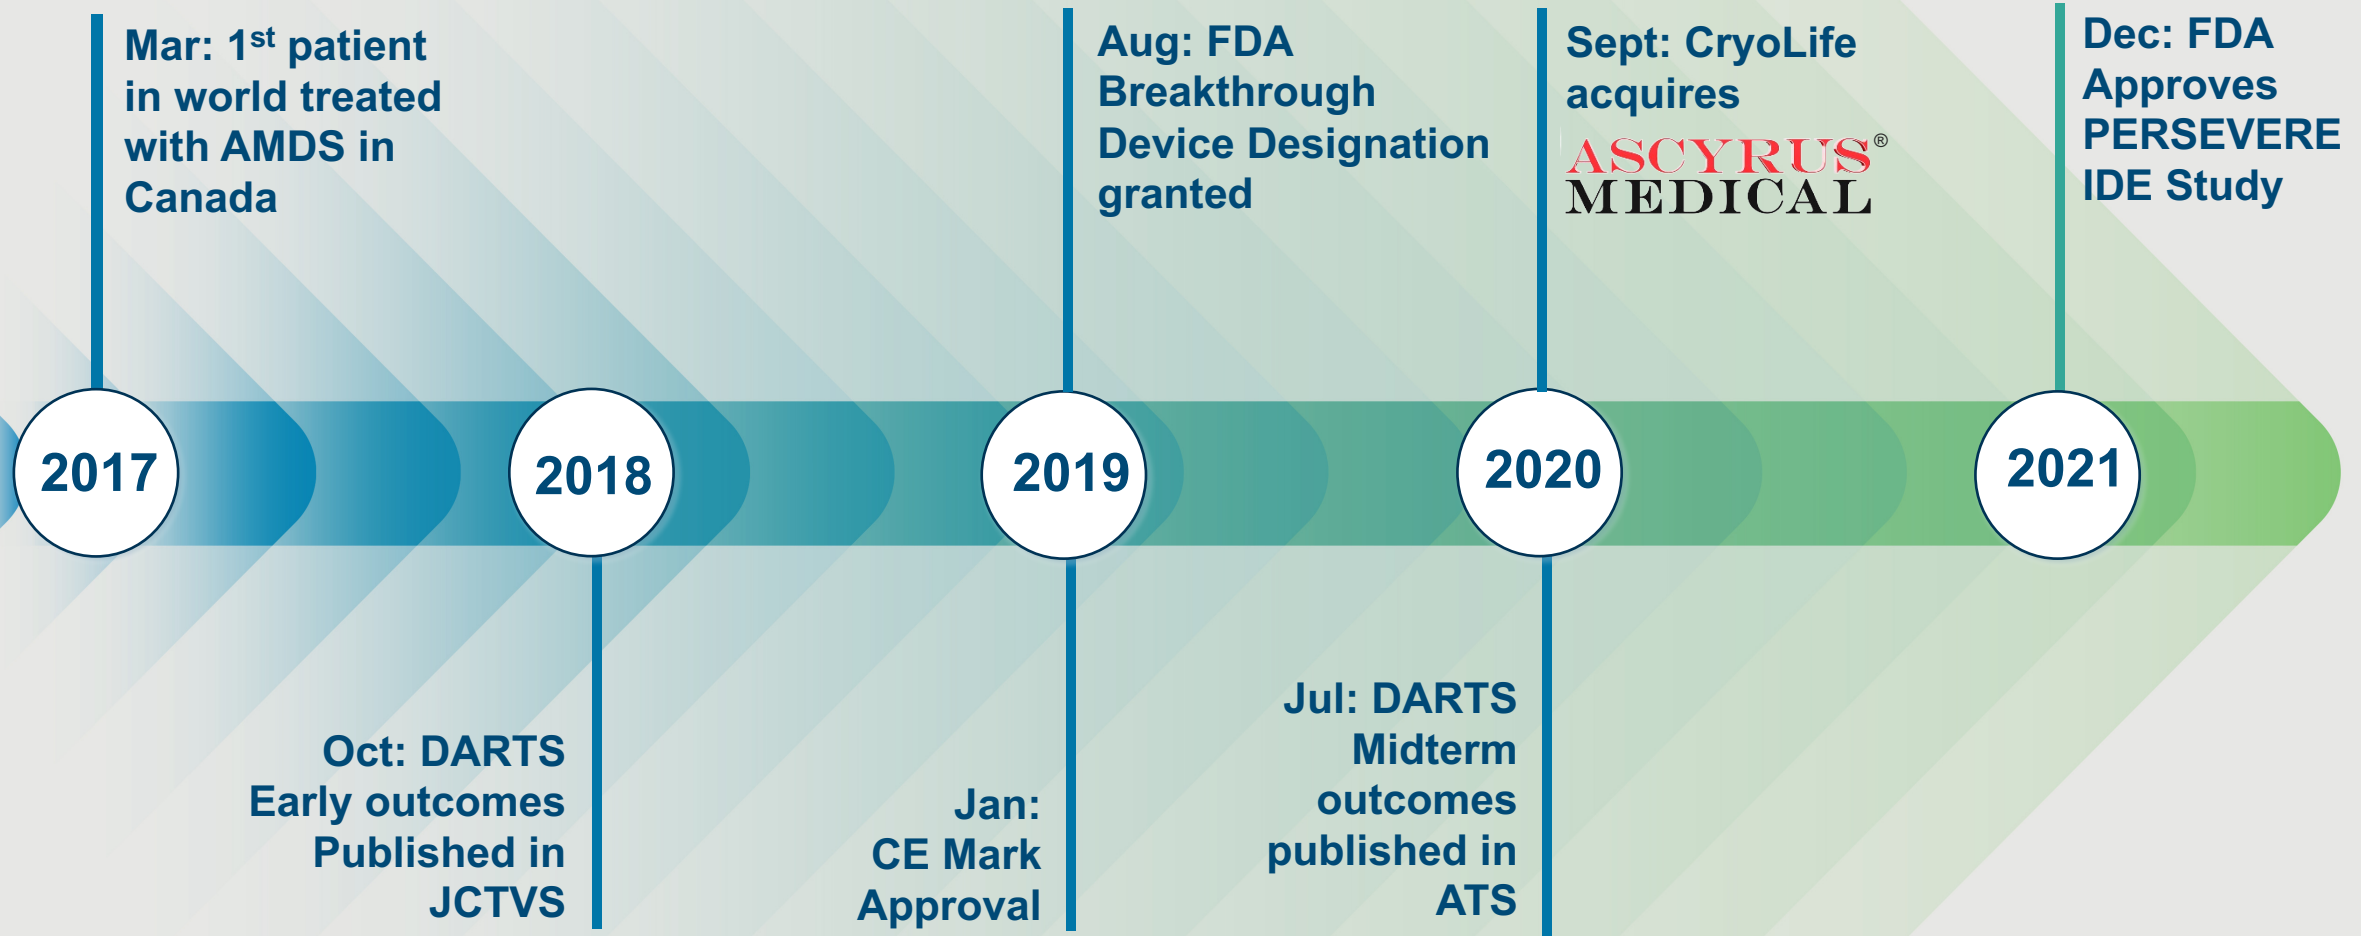 Mar: 1st patient
in world treated
with AMDS in
Canada
Aug: FDA
Breakthrough
Device Designation
granted
Sept: CryoLife
acquires
ASCYRUS®
MEDICAL
Dec: FDA
Approves
PERSEVERE
IDE Study
2017
2018
2019
2020
2021
Oct: DARTS
Early outcomes
Published in
JCTVS
Jan:
CE Mark
Approval
Jul: DARTS
Midterm
outcomes
published in
ATS